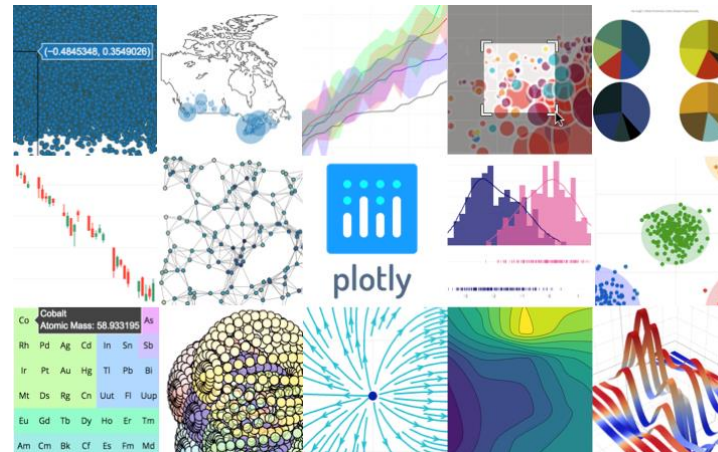 (−0.4845348, 0.3549026)
plotly
Cobalt
Atomic Mass: 58.933195
Co As
Rh Pd Ag Cd In Sn Sb
Ir Pt Au Hg Tl Pb Bi
Mt Ds Rg Cn Uut Fl Uup
Eu Gd Tb Dy Ho Er Tm
Am Cm Bk Cf Es Fm Md